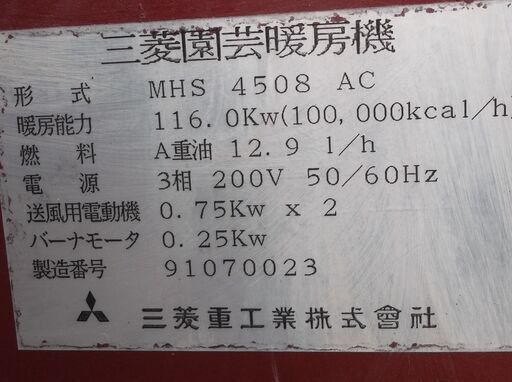 三菱園芸暖房機
形式 MHS 4508 AC
暖房能力 116.0Kw(100,000kcal/h)
燃料 A重油 12.9 l/h
電源 3相 200V 50/60Hz
送風用電動機 0.75Kw x 2
バーナモータ 0.25Kw
製造番号 91070023
三菱重工業株式會社